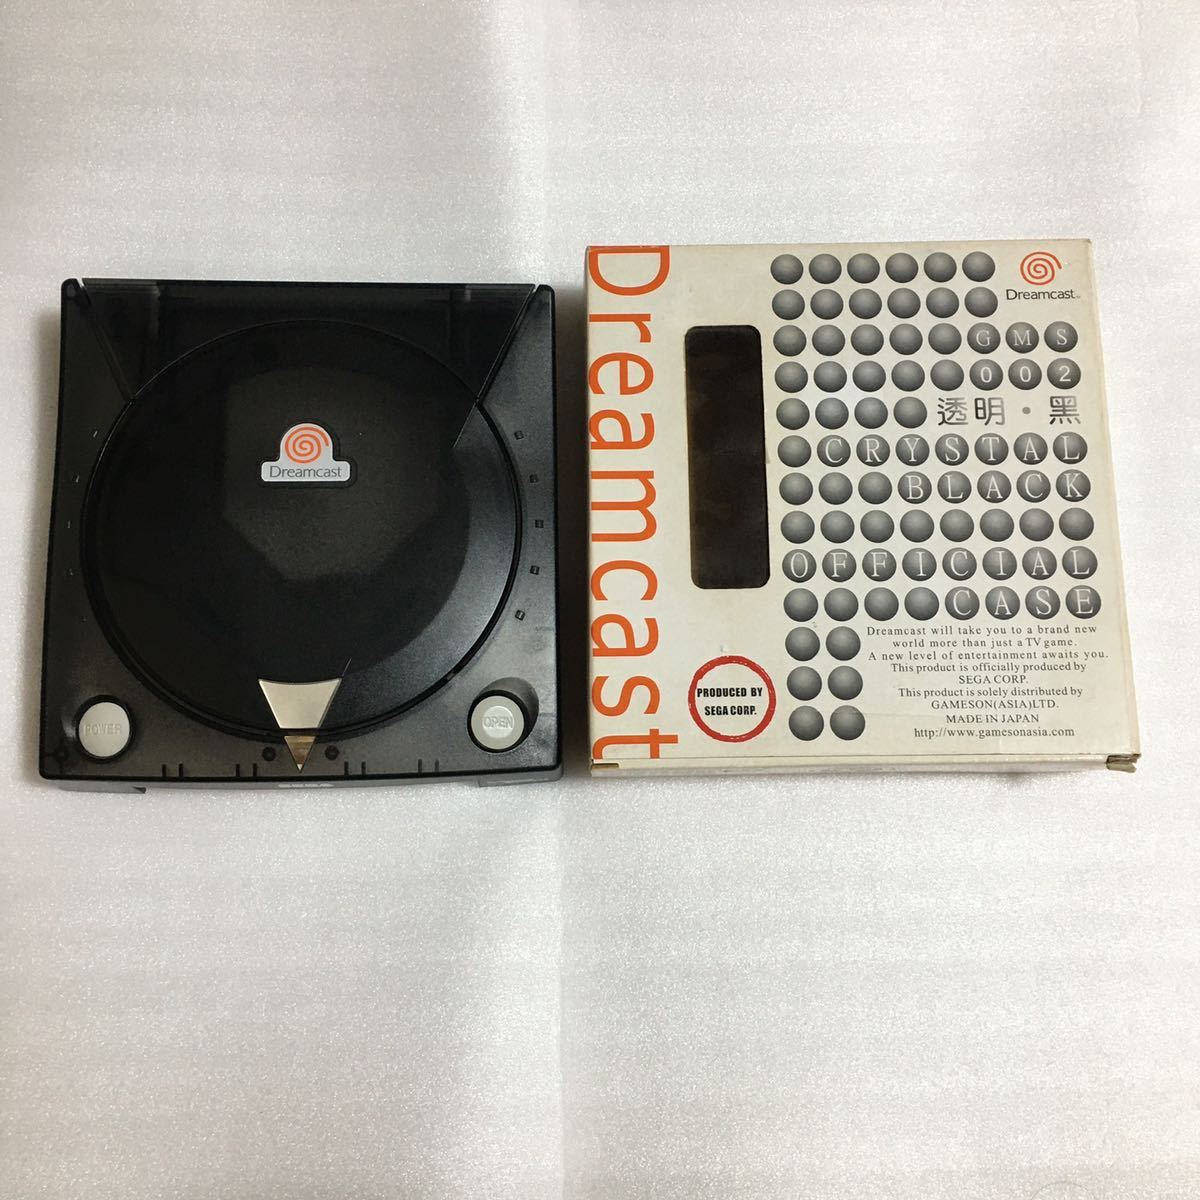 Dreamcast
POWER
OPEN
Dreamcast
Dreamcast
GMS
002
透明・黑
CRYSTAL
BLACK
OFFICIAL
CASE
Dreamcast will take you to a brand new
world more than just a TV game.
A new level of entertainment awaits you.
This product is officially produced by
SEGA CORP.
This product is solely distributed by
GAMESON(ASIA)LTD.
MADE IN JAPAN
http://www.gamesonasia.com
PRODUCED BY
SEGA CORP.